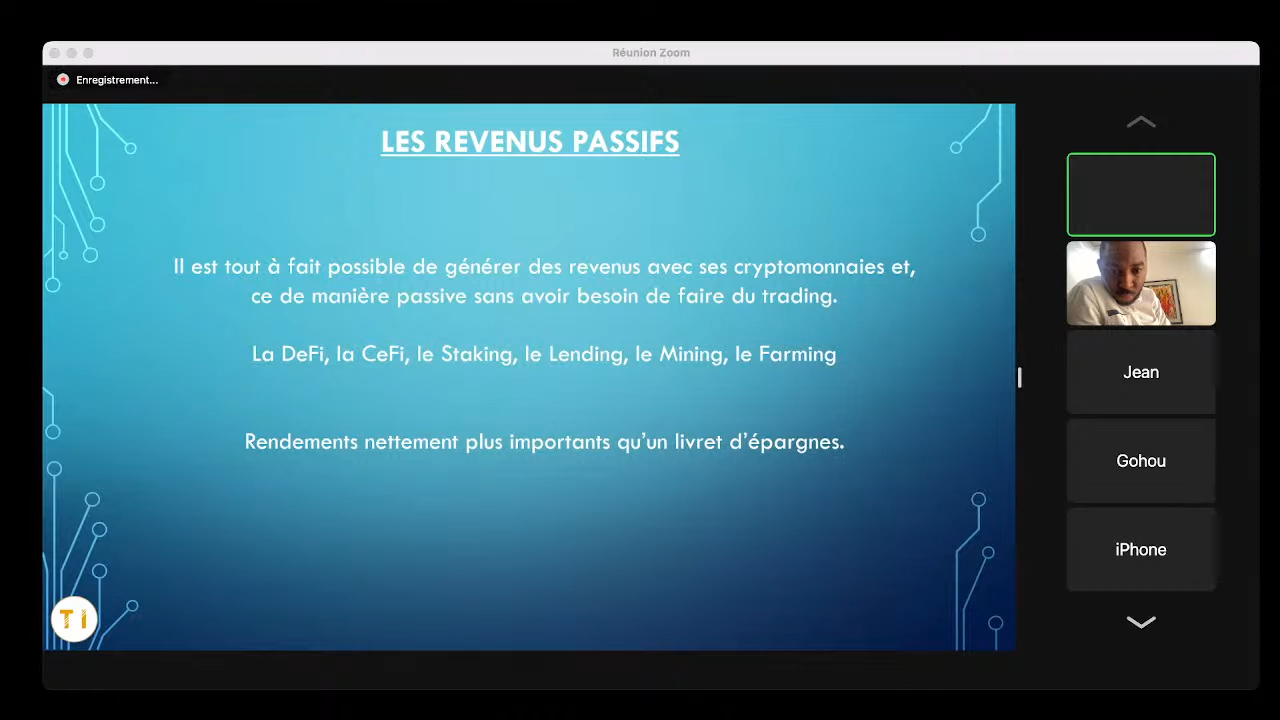 Réunion Zoom
Enregistrement...
LES REVENUS PASSIFS
Il est tout à fait possible de générer des revenus avec ses cryptomonnaies et,
ce de manière passive sans avoir besoin de faire du trading.
La DeFi, la CeFi, le Staking, le Lending, le Mining, le Farming
Rendements nettement plus importants qu'un livret d'épargnes.
T I
Jean
Gohou
iPhone